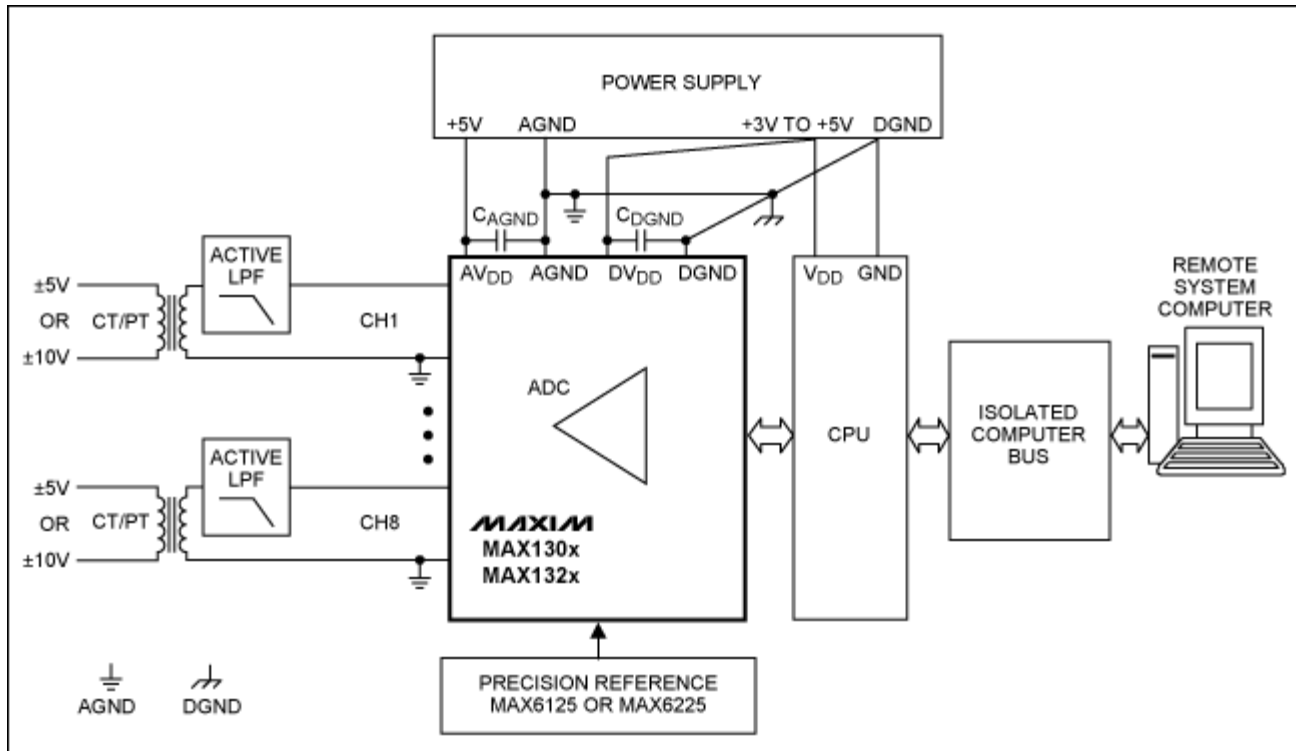 POWER SUPPLY
+5V AGND +3V TO +5V DGND
CAGND CDGND
AVDD AGND DVDD DGND
VDD GND
ACTIVE
LPF
±5V
OR CT/PT CH1
±10V
ADC
ACTIVE
LPF
±5V
OR CT/PT CH8
±10V
MAXIM
MAX130x
MAX132x
CPU
ISOLATED
COMPUTER
BUS
REMOTE
SYSTEM
COMPUTER
PRECISION REFERENCE
MAX6125 OR MAX6225
AGND DGND